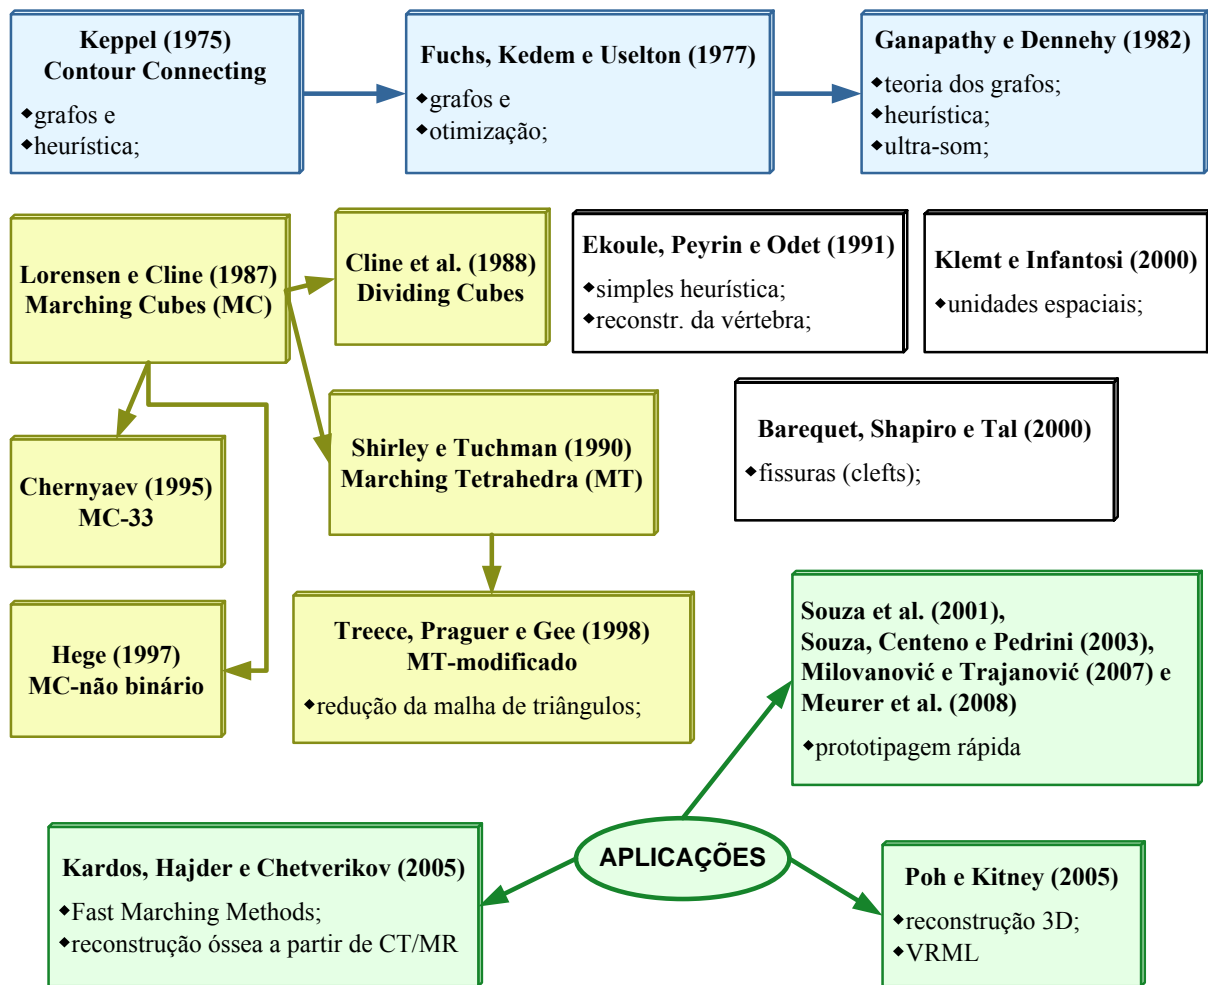 Keppel (1975)
Contour Connecting
◆grafos e
◆heurística;
Fuchs, Kedem e Uselton (1977)
◆grafos e
◆otimização;
Ganapathy e Dennehy (1982)
◆teoria dos grafos;
◆heurística;
◆ultra-som;
Lorensen e Cline (1987)
Marching Cubes (MC)
Cline et al. (1988)
Dividing Cubes
Ekoule, Peyrin e Odet (1991)
◆simples heurística;
◆reconstr. da vértebra;
Klemt e Infantosi (2000)
◆unidades espaciais;
Barequet, Shapiro e Tal (2000)
◆fissuras (clefts);
Chernyaev (1995)
MC-33
Shirley e Tuchman (1990)
Marching Tetrahedra (MT)
Hege (1997)
MC-não binário
Treece, Praguer e Gee (1998)
MT-modificado
◆redução da malha de triângulos;
Souza et al. (2001),
Souza, Centeno e Pedrini (2003),
Milovanović e Trajanović (2007) e
Meurer et al. (2008)
◆prototipagem rápida
APLICAÇÕES
Kardos, Hajder e Chetverikov (2005)
◆Fast Marching Methods;
◆reconstrução óssea a partir de CT/MR
Poh e Kitney (2005)
◆reconstrução 3D;
◆VRML